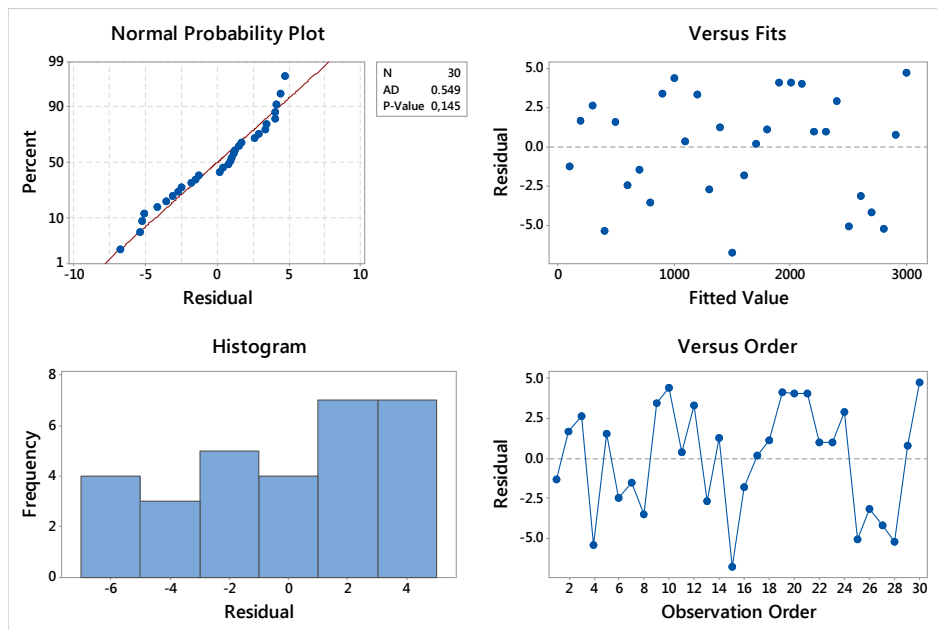 Normal Probability Plot
99
90
50
10
1
Percent
-10 -5 0 5 10
Residual
N 30
AD 0.549
P-Value 0,145
Versus Fits
5.0
2.5
0.0
-2.5
-5.0
Residual
0 1000 2000 3000
Fitted Value
Histogram
8
6
4
2
0
Frequency
-6 -4 -2 0 2 4
Residual
Versus Order
5.0
2.5
0.0
-2.5
-5.0
Residual
2 4 6 8 10 12 14 16 18 20 22 24 26 28 30
Observation Order